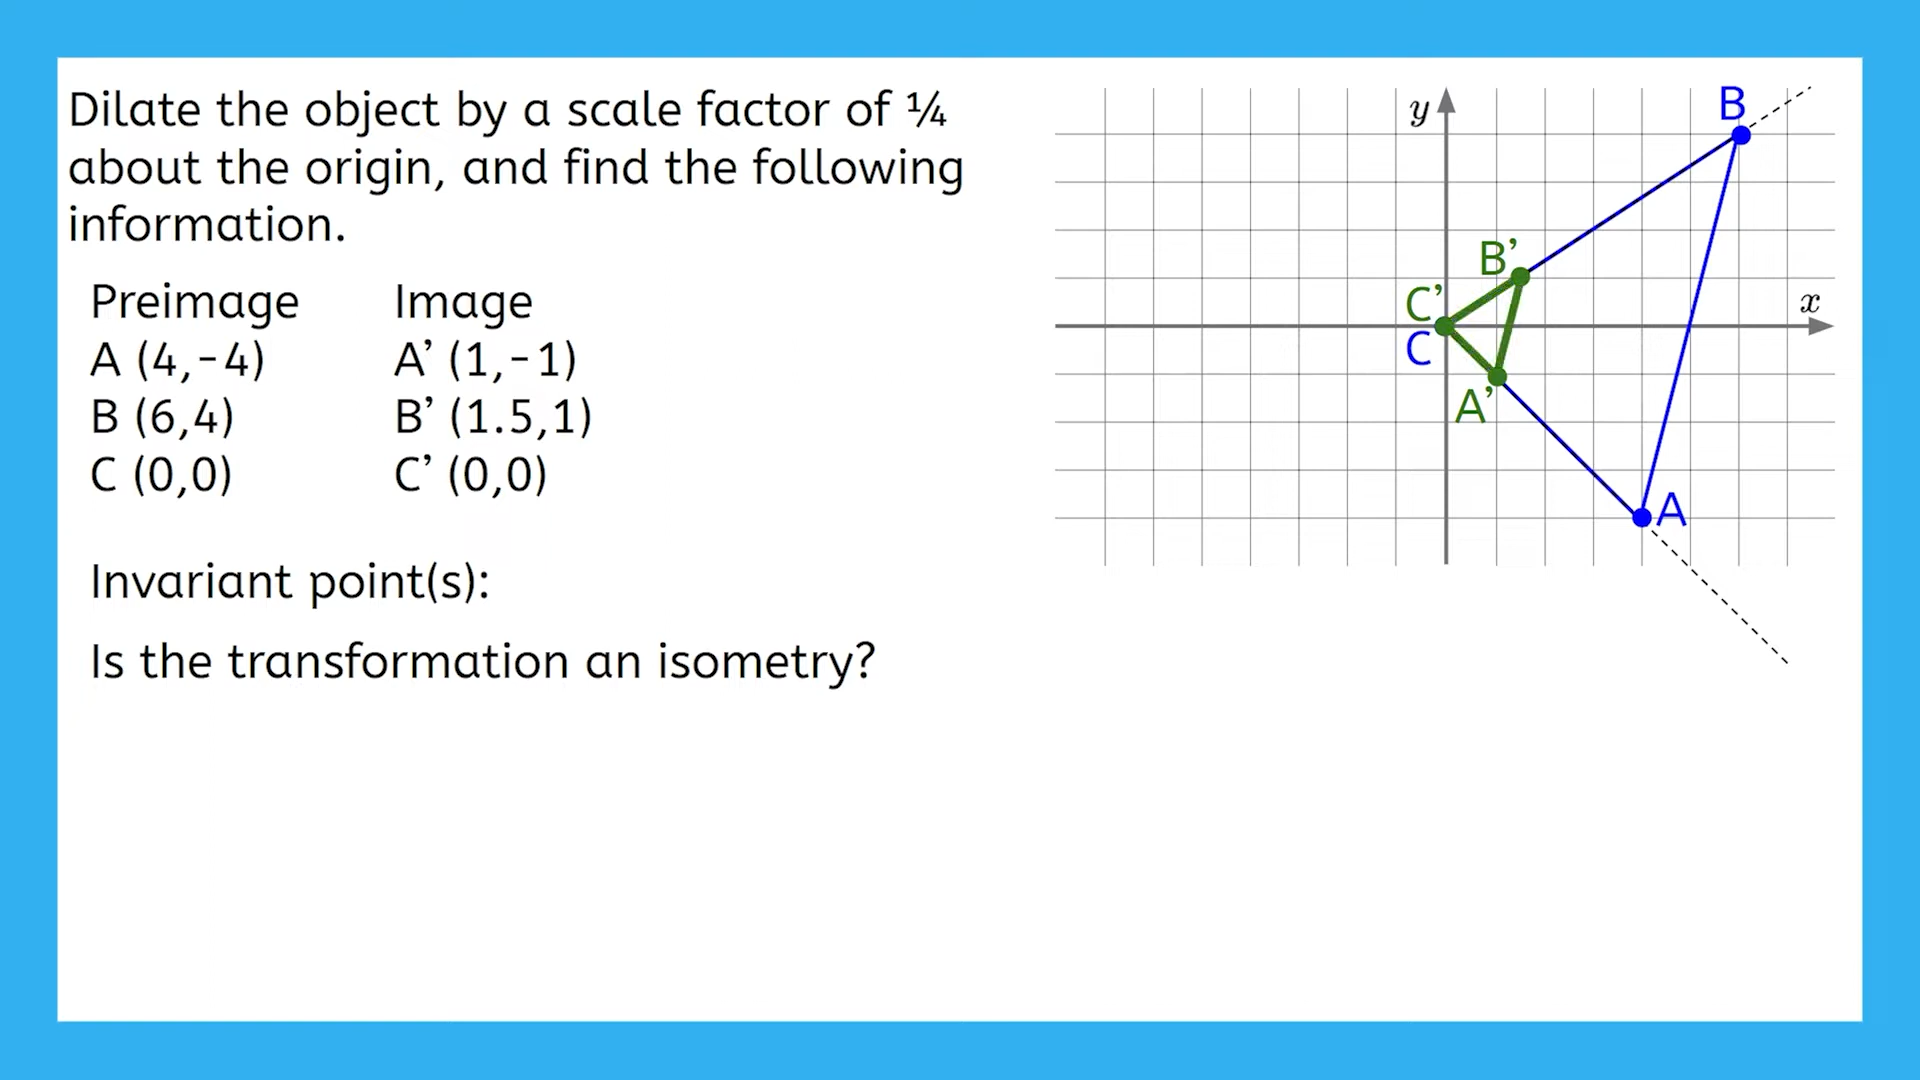 Dilate the object by a scale factor of ¼
about the origin, and find the following
information.
Preimage Image
A (4,-4) A' (1,-1)
B (6,4) B' (1.5,1)
C (0,0) C' (0,0)
Invariant point(s):
Is the transformation an isometry?
y
B
B'
C'
x
C
A'
A